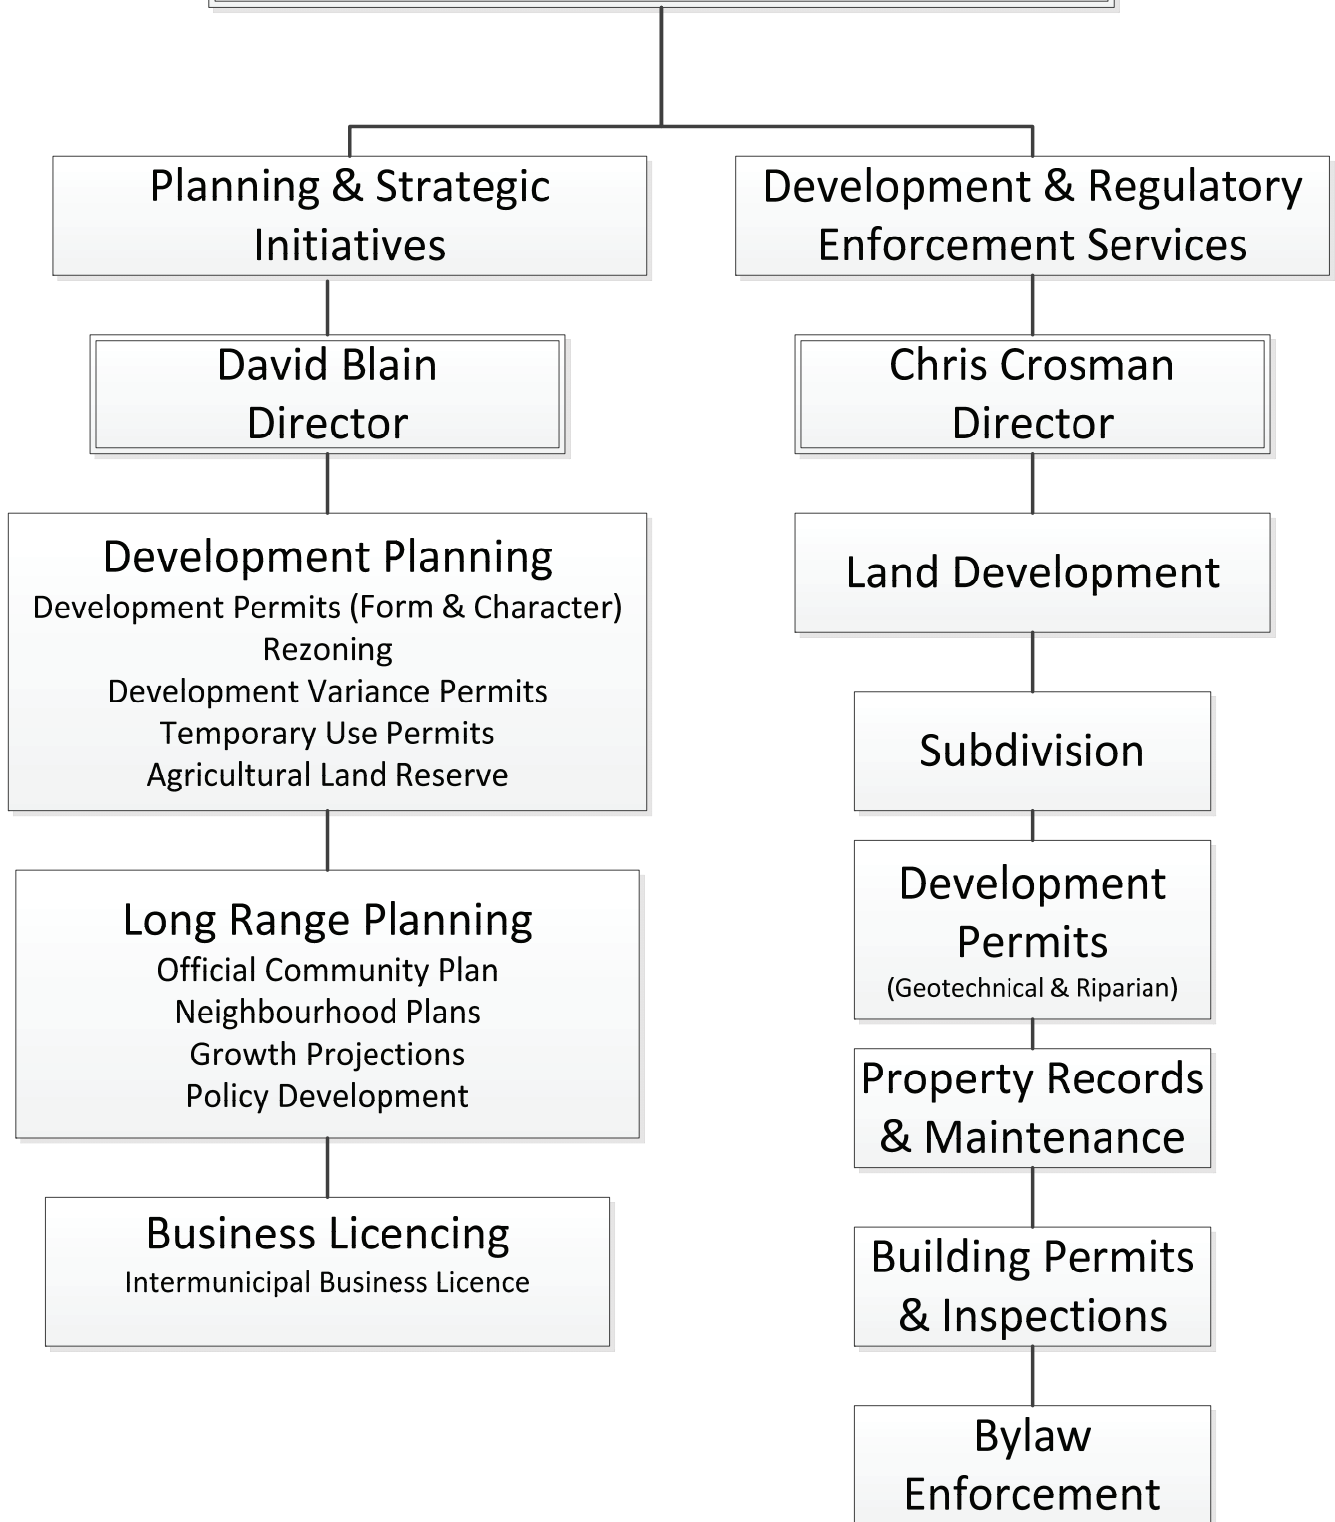 Planning & Strategic
Initiatives
David Blain
Director
Development Planning
Development Permits (Form & Character)
Rezoning
Development Variance Permits
Temporary Use Permits
Agricultural Land Reserve
Long Range Planning
Official Community Plan
Neighbourhood Plans
Growth Projections
Policy Development
Business Licencing
Intermunicipal Business Licence
Development & Regulatory
Enforcement Services
Chris Crosman
Director
Land Development
Subdivision
Development
Permits
(Geotechnical & Riparian)
Property Records
& Maintenance
Building Permits
& Inspections
Bylaw
Enforcement